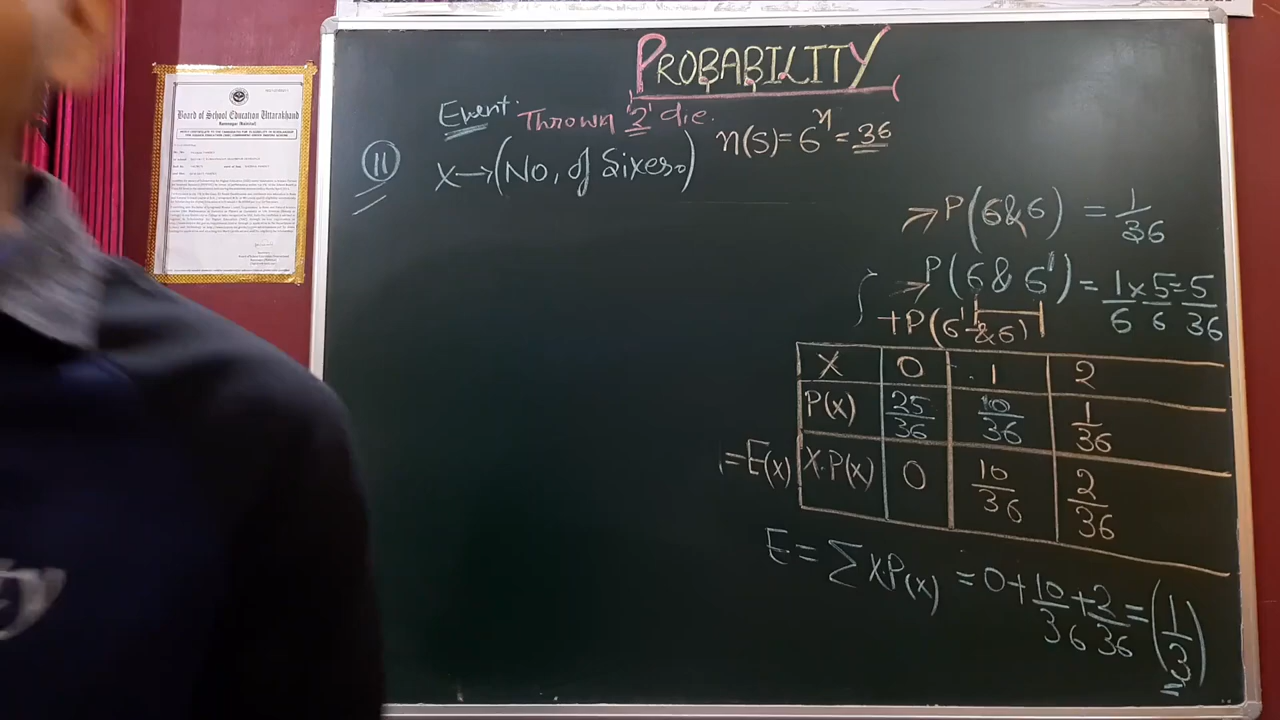 PROBABILITY
Event: Thrown '2' die.
n(S)=6^n = 36
11
X→(No, of Sixes)
→P(6&6) = 1/36
→P(6&6') = 1/6 × 5/6 = 5/36
+P(6'&6)
X 0 1 2
P(x) 25/36 10/36 1/36
=E(x) X.P(x) 0 10/36 2/36
E = ∑X.P(x) = 0+10/36+2/36=(1/3)
Board of School Education Uttarakhand